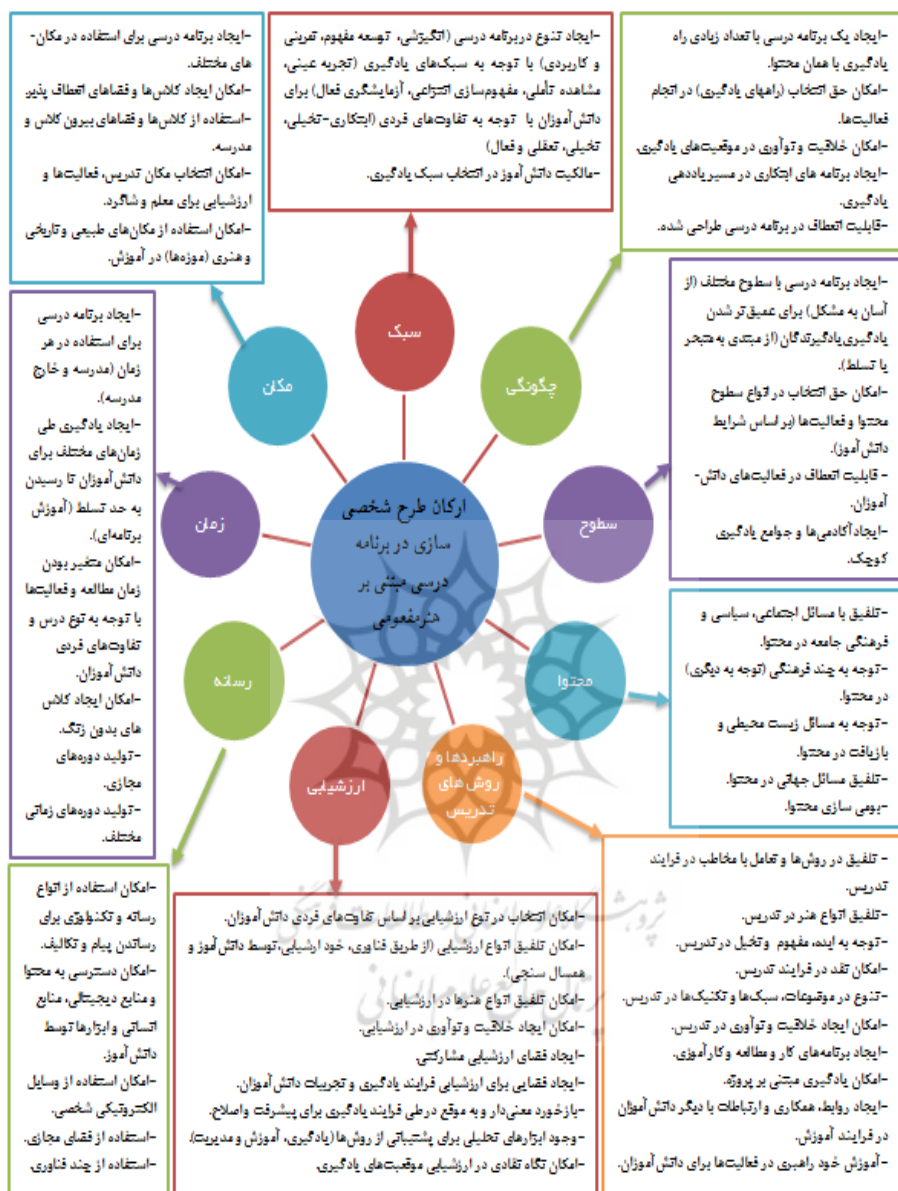 -ایجاد یک برنامه درسی با تعداد زیادی راه
یادگیری با همان محتوا.
-امکان حق انتخاب (راههای یادگیری) در انجام
فعالیت‌ها.
-امکان خلاقیت و نوآوری در موقعیت‌های یادگیری.
-ایجاد برنامه های ابتکاری در مسیر یاددهی
یادگیری.
-قابلیت انعطاف در برنامه درسی طراحی شده.
-ایجاد تنوع در برنامه درسی (انگیزشی، توسعه مفهوم، تمرینی
و کاربردی) با توجه به سبک‌های یادگیری (تجربه عینی،
مشاهده تأملی، مفهوم‌سازی انتزاعی، آزمایشگری فعال) برای
دانش‌آموزان با توجه به تفاوت‌های فردی (ابتکاری-تخیلی،
تخیلی، تعقلی و فعال)
-مالکیت دانش‌آموز در انتخاب سبک یادگیری.
-ایجاد برنامه درسی برای استفاده در مکان-
های مختلف.
-امکان ایجاد کلاس‌ها و فضاهای انعطاف پذیر.
-استفاده از کلاس‌ها و فضاهای بیرون کلاس و
مدرسه.
-امکان انتخاب مکان تدریس، فعالیت‌ها و
ارزشیابی برای معلم و شاگرد.
-امکان استفاده از مکان‌های طبیعی و تاریخی
و هنری (موزه‌ها) در آموزش.
سبک
چگونگی
مکان
سطوح
زمان
ارکان طرح شخصی
سازی در برنامه
درسی مبتنی بر
هنرمفهومی
محتوا
رسانه
راهبردها و
روش‌های
تدریس
ارزشیابی
-ایجاد برنامه درسی با سطوح مختلف (از
آسان به مشکل) برای عمیق‌تر شدن
یادگیری یادگیرندگان (از مبتدی به متبحر
یا تسلط).
-امکان حق انتخاب در انواع سطوح
محتوا و فعالیت‌ها (بر اساس شرایط
دانش‌آموز).
- قابلیت انعطاف در فعالیت‌های دانش-
آموزان.
-ایجاد آکادمی‌ها و جوامع یادگیری
کوچک.
-ایجاد برنامه درسی
برای استفاده در هر
زمان (مدرسه و خارج
مدرسه).
-ایجاد یادگیری طی
زمان‌های مختلف برای
دانش‌آموزان تا رسیدن
به حد تسلط (آموزش
برنامه‌ای).
-امکان متغیر بودن
زمان مطالعه و فعالیت‌ها
با توجه به نوع درس و
تفاوت‌های فردی
دانش‌آموزان.
-امکان ایجاد کلاس
های بدون زنگ.
-تولید دوره‌های
مجازی.
-تولید دوره‌های زمانی
مختلف.
-تلفیق با مسائل اجتماعی، سیاسی و
فرهنگی جامعه در محتوا.
-توجه به چند فرهنگی (توجه به دیگری)
در محتوا.
-توجه به مسائل زیست محیطی و
بازیافت در محتوا.
-تلفیق مسائل جهانی در محتوا.
-بومی سازی محتوا.
- تلفیق در روش‌ها و تعامل با مخاطب در فرایند
تدریس.
-تلفیق انواع هنر در تدریس.
-توجه به ایده، مفهوم و تخیل در تدریس.
-امکان نقد در فرایند تدریس.
-تنوع در موضوعات، سبک‌ها و تکنیک‌ها در تدریس.
-امکان ایجاد خلاقیت و نوآوری در تدریس.
-ایجاد برنامه‌های کار و مطالعه و کارآموزی.
-امکان یادگیری مبتنی بر پروژه.
-ایجاد روابط، همکاری و ارتباطات با دیگر دانش‌آموزان
در فرایند آموزش.
-آموزش خود راهبری در فعالیت‌ها برای دانش‌آموزان.
-امکان انتخاب در نوع ارزشیابی بر اساس تفاوت‌های فردی دانش‌آموزان.
-امکان تلفیق انواع ارزشیابی (از طریق فناوری، خود ارشیابی، توسط دانش‌آموز و
همسال سنجی).
-امکان تلفیق انواع هنرها در ارزشیابی.
-امکان ایجاد خلاقیت و نوآوری در ارزشیابی.
-ایجاد فضای ارزشیابی مشارکتی.
-ایجاد فضایی برای ارزشیابی فرایند یادگیری و تجربیات دانش‌آموزان.
-بازخورد معنی‌دار و به موقع در طی فرایند یادگیری برای پیشرفت و اصلاح.
-وجود ابزارهای تحلیلی برای پشتیبانی از روش‌ها (یادگیری، آموزش و مدیریت).
-امکان نگاه نقادی در ارزشیابی موقعیت‌های یادگیری.
-امکان استفاده از انواع
رسانه و تکنولوژی برای
رساندن پیام و تکالیف.
-امکان دسترسی به محتوا
و منابع دیجیتالی، منابع
انسانی و ابزارها توسط
دانش‌آموز.
-امکان استفاده از وسایل
الکترونیکی شخصی.
-استفاده از فضای مجازی.
-استفاده از چند فناوری.
پژوهشگاه علوم انسانی و مطالعات فرهنگی
پرتال جامع علوم انسانی